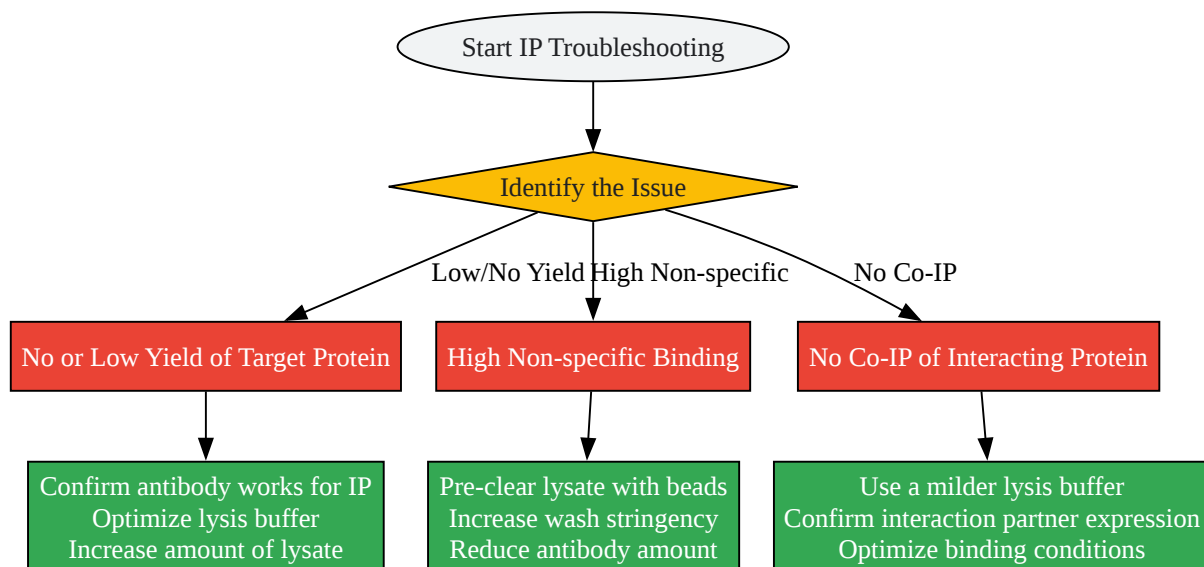 Start IP Troubleshooting
Identify the Issue
Low/No Yield
High Non-specific
No Co-IP
No or Low Yield of Target Protein
High Non-specific Binding
No Co-IP of Interacting Protein
Confirm antibody works for IP
Optimize lysis buffer
Increase amount of lysate
Pre-clear lysate with beads
Increase wash stringency
Reduce antibody amount
Use a milder lysis buffer
Confirm interaction partner expression
Optimize binding conditions